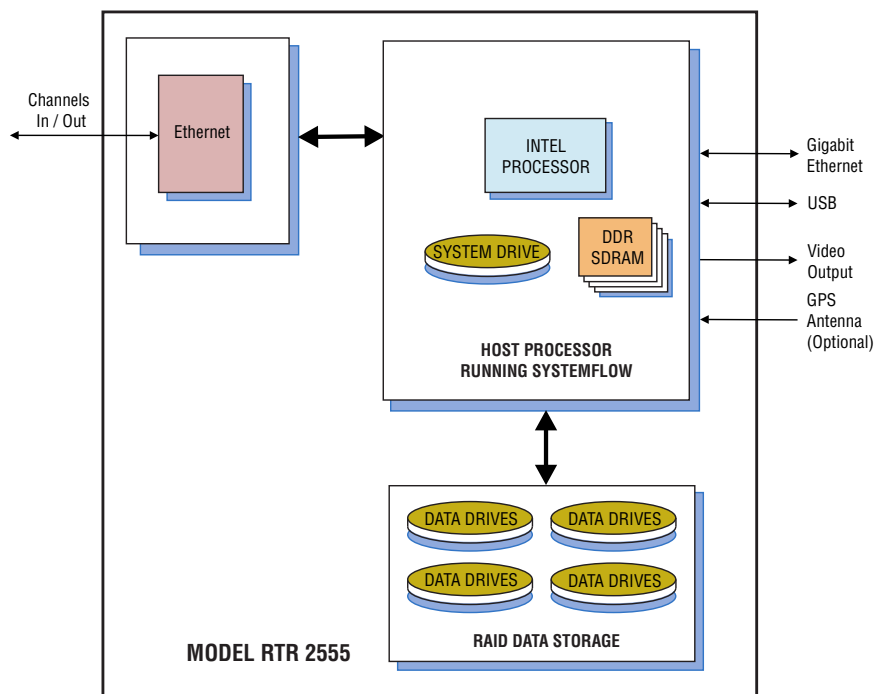 Channels
In / Out
Ethernet
INTEL
PROCESSOR
SYSTEM DRIVE
DDR
SDRAM
HOST PROCESSOR
RUNNING SYSTEMFLOW
Gigabit
Ethernet
USB
Video
Output
GPS
Antenna
(Optional)
DATA DRIVES
DATA DRIVES
DATA DRIVES
DATA DRIVES
RAID DATA STORAGE
MODEL RTR 2555